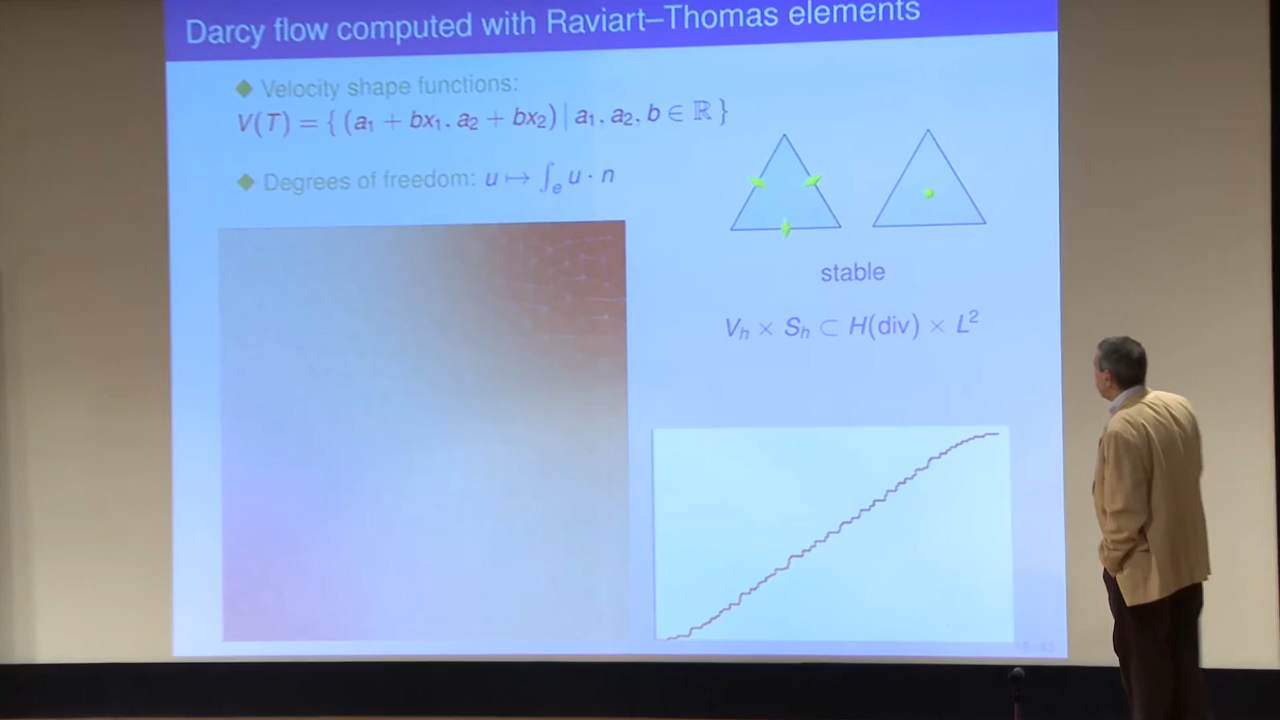 Darcy flow computed with Raviart–Thomas elements
Velocity shape functions:
V(T) = { (a₁ + bx₁, a₂ + bx₂) | a₁, a₂, b ∈ ℝ }
Degrees of freedom: u ↦ ∫ₑ u · n
stable
Vₕ × Sₕ ⊂ H(div) × L²